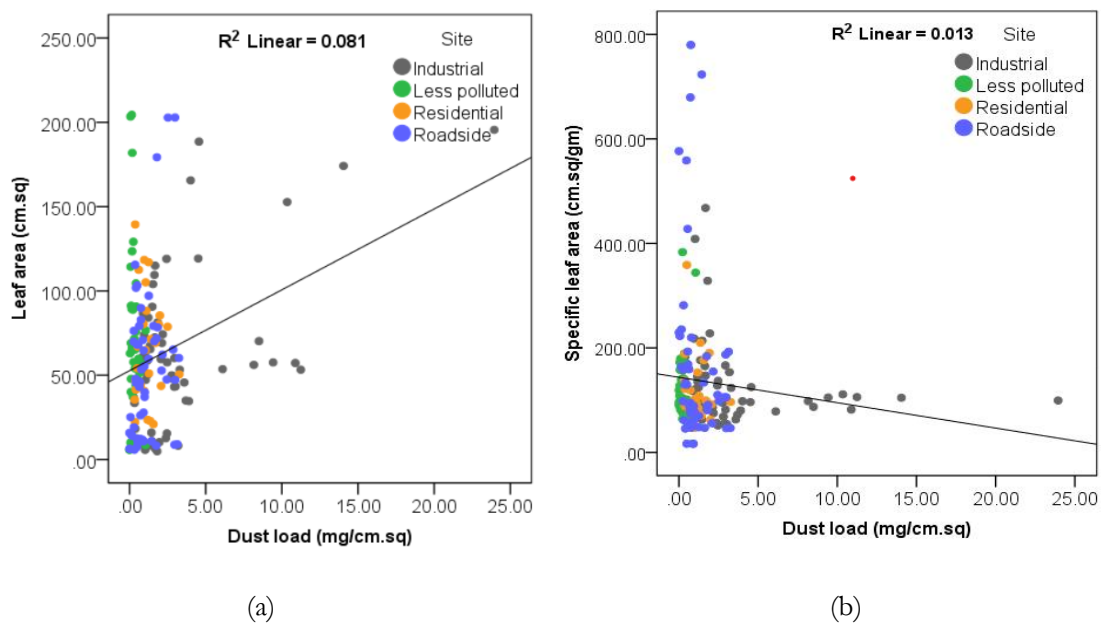 R² Linear = 0.081
Site
Industrial
Less polluted
Residential
Roadside
250.00
200.00
150.00
100.00
50.00
.00
Leaf area (cm.sq)
.00 5.00 10.00 15.00 20.00 25.00
Dust load (mg/cm.sq)
(a)
R² Linear = 0.013
Site
Industrial
Less polluted
Residential
Roadside
800.00
600.00
400.00
200.00
.00
Specific leaf area (cm.sq/gm)
.00 5.00 10.00 15.00 20.00 25.00
Dust load (mg/cm.sq)
(b)